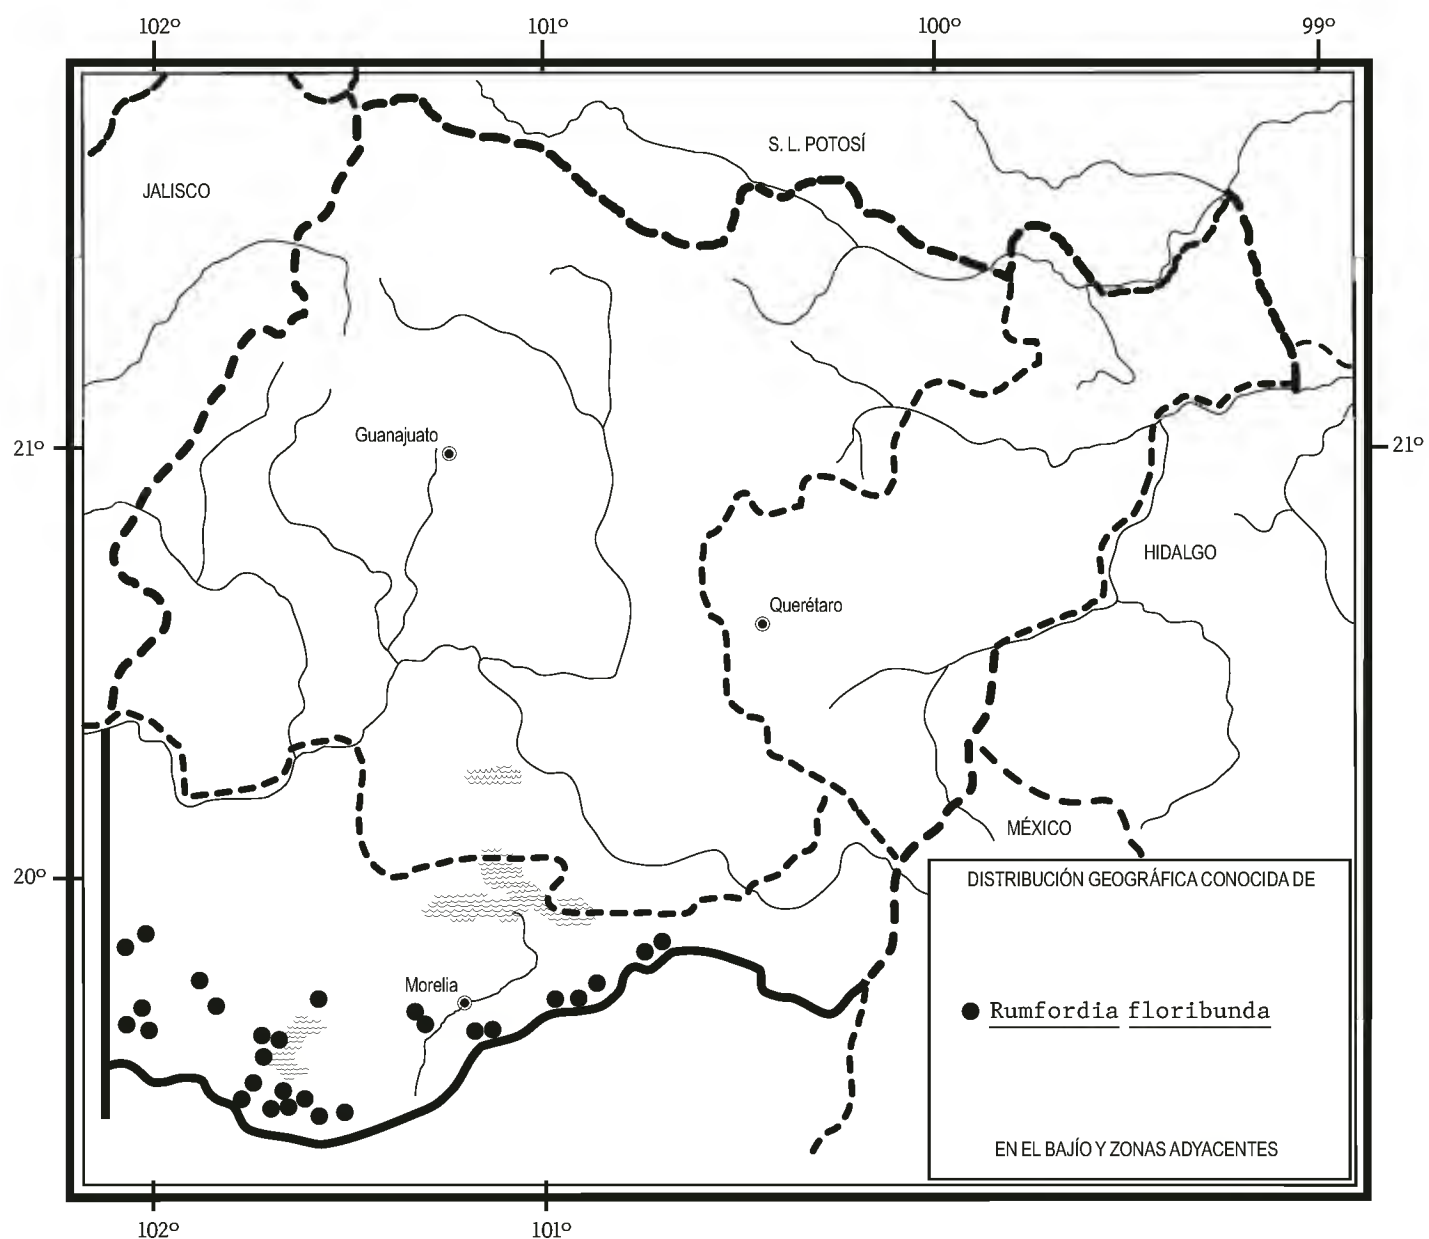 102º 101º 100º 99º
S. L. POTOSÍ
JALISCO
Guanajuato
21º 21º
HIDALGO
Querétaro
MÉXICO
20º
DISTRIBUCIÓN GEOGRÁFICA CONOCIDA DE
Morelia
Rumfordia floribunda
EN EL BAJÍO Y ZONAS ADYACENTES
102º 101º